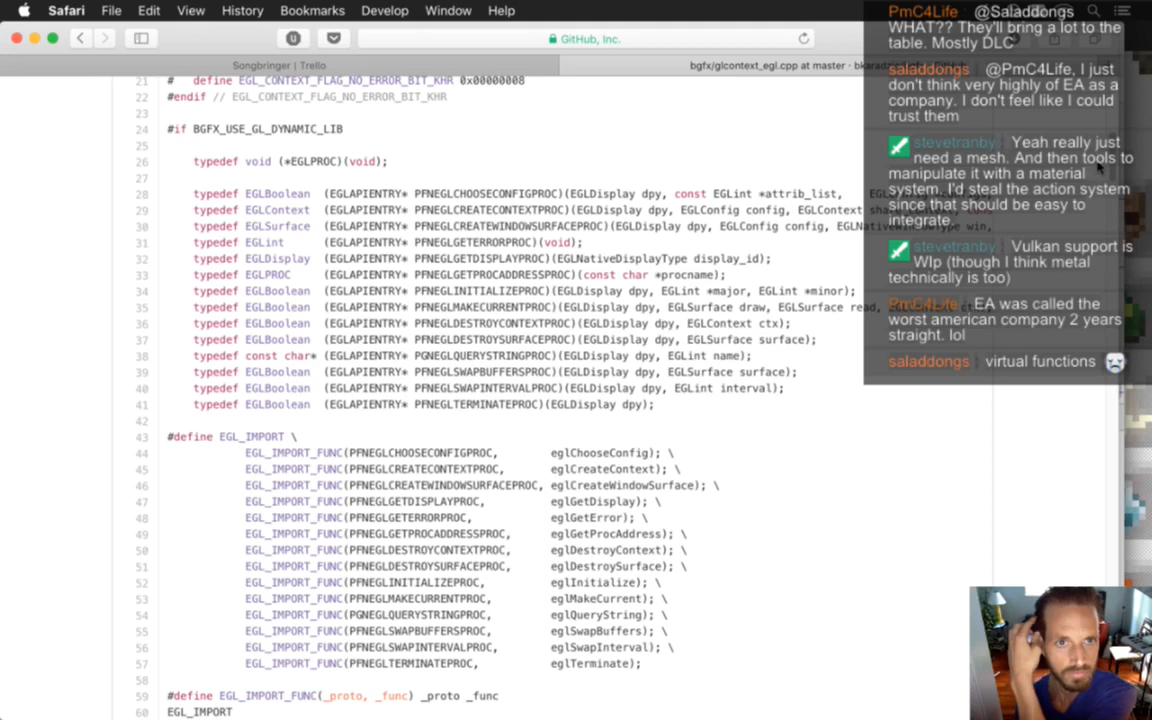 Safari File Edit View History Bookmarks Develop Window Help
GitHub, Inc.
Songbringer | Trello
bgfx/glcontext_egl.cpp at master · bkaradzi
21 # define EGL_CONTEXT_FLAG_NO_ERROR_BIT_KHR 0x00000008
22 #endif // EGL_CONTEXT_FLAG_NO_ERROR_BIT_KHR
23
24 #if BGFX_USE_GL_DYNAMIC_LIB
25
26 typedef void (*EGLPROC)(void);
27
28 typedef EGLBoolean (EGLAPIENTRY* PFNEGLCHOOSECONFIGPROC)(EGLDisplay dpy, const EGLint *attrib_list,
29 typedef EGLContext (EGLAPIENTRY* PFNEGLCREATECONTEXTPROC)(EGLDisplay dpy, EGLConfig config, EGLContext
30 typedef EGLSurface (EGLAPIENTRY* PFNEGLCREATEWINDOWSURFACEPROC)(EGLDisplay dpy, EGLConfig config, win,
31 typedef EGLint (EGLAPIENTRY* PFNEGLGETERRORPROC)(void);
32 typedef EGLDisplay (EGLAPIENTRY* PFNEGLGETDISPLAYPROC)(EGLNativeDisplayType display_id);
33 typedef EGLPROC (EGLAPIENTRY* PFNEGLGETPROCADDRESSPROC)(const char *procname);
34 typedef EGLBoolean (EGLAPIENTRY* PFNEGLINITIALIZEPROC)(EGLDisplay dpy, EGLint *major, EGLint *minor);
35 typedef EGLBoolean (EGLAPIENTRY* PFNEGLMAKECURRENTPROC)(EGLDisplay dpy, EGLSurface draw, EGLSurface read,
36 typedef EGLBoolean (EGLAPIENTRY* PFNEGLDESTROYCONTEXTPROC)(EGLDisplay dpy, EGLContext ctx);
37 typedef EGLBoolean (EGLAPIENTRY* PFNEGLDESTROYSURFACEPROC)(EGLDisplay dpy, EGLSurface surface);
38 typedef const char* (EGLAPIENTRY* PGNEGLQUERYSTRINGPROC)(EGLDisplay dpy, EGLint name);
39 typedef EGLBoolean (EGLAPIENTRY* PFNEGLSWAPBUFFERSPROC)(EGLDisplay dpy, EGLSurface surface);
40 typedef EGLBoolean (EGLAPIENTRY* PFNEGLSWAPINTERVALPROC)(EGLDisplay dpy, EGLint interval);
41 typedef EGLBoolean (EGLAPIENTRY* PFNEGLTERMINATEPROC)(EGLDisplay dpy);
42
43 #define EGL_IMPORT \
44 EGL_IMPORT_FUNC(PFNEGLCHOOSECONFIGPROC, eglChooseConfig); \
45 EGL_IMPORT_FUNC(PFNEGLCREATECONTEXTPROC, eglCreateContext); \
46 EGL_IMPORT_FUNC(PFNEGLCREATEWINDOWSURFACEPROC, eglCreateWindowSurface); \
47 EGL_IMPORT_FUNC(PFNEGLGETDISPLAYPROC, eglGetDisplay); \
48 EGL_IMPORT_FUNC(PFNEGLGETERRORPROC, eglGetError); \
49 EGL_IMPORT_FUNC(PFNEGLGETPROCADDRESSPROC, eglGetProcAddress); \
50 EGL_IMPORT_FUNC(PFNEGLDESTROYCONTEXTPROC, eglDestroyContext); \
51 EGL_IMPORT_FUNC(PFNEGLDESTROYSURFACEPROC, eglDestroySurface); \
52 EGL_IMPORT_FUNC(PFNEGLINITIALIZEPROC, eglInitialize); \
53 EGL_IMPORT_FUNC(PFNEGLMAKECURRENTPROC, eglMakeCurrent); \
54 EGL_IMPORT_FUNC(PGNEGLQUERYSTRINGPROC, eglQueryString); \
55 EGL_IMPORT_FUNC(PFNEGLSWAPBUFFERSPROC, eglSwapBuffers); \
56 EGL_IMPORT_FUNC(PFNEGLSWAPINTERVALPROC, eglSwapInterval); \
57 EGL_IMPORT_FUNC(PFNEGLTERMINATEPROC, eglTerminate);
58
59 #define EGL_IMPORT_FUNC(_proto, _func) _proto _func
60 EGL_IMPORT
PmC4Life @Saladdongs
WHAT?? They'll bring a lot to the
table. Mostly DLC
saladdongs @PmC4Life, I just
don't think very highly of EA as a
company. I don't feel like I could
trust them
stevetranby Yeah really just
need a mesh. And then tools to
manipulate it with a material
system. I'd steal the action system
since that should be easy to
integrate.
stevetranby Vulkan support is
WIp (though I think metal
technically is too)
PmC4Life EA was called the
worst american company 2 years
straight. lol
saladdongs virtual functions